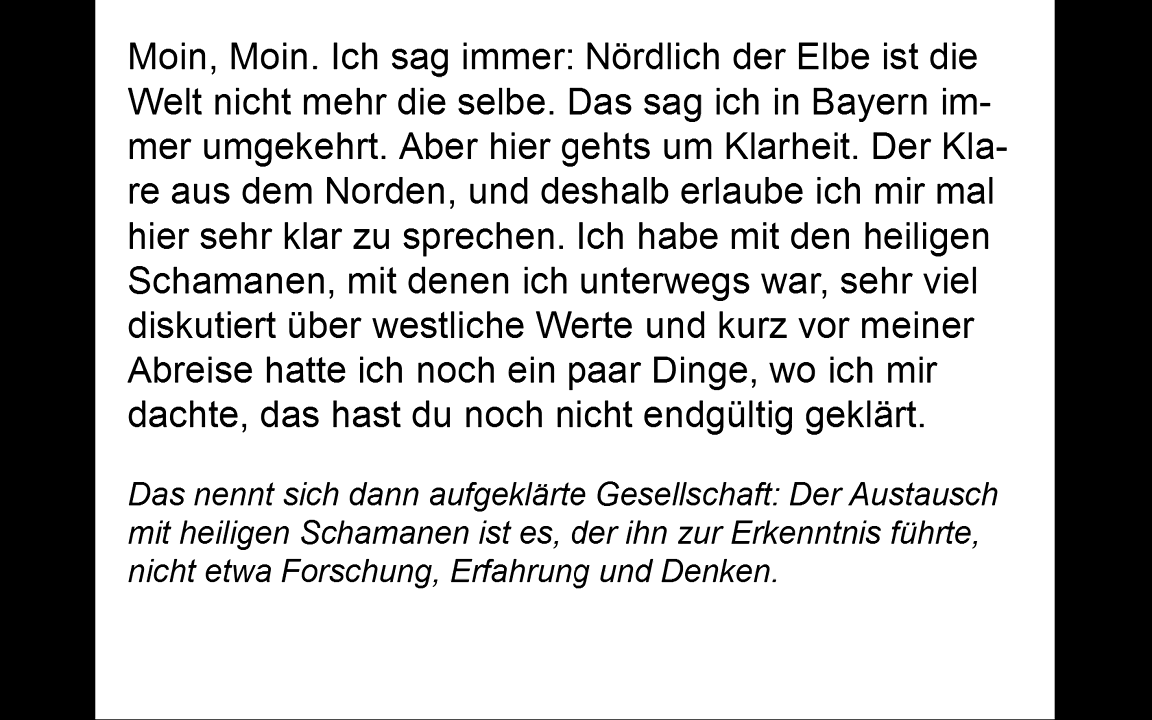 Moin, Moin. Ich sag immer: Nördlich der Elbe ist die
Welt nicht mehr die selbe. Das sag ich in Bayern im-
mer umgekehrt. Aber hier gehts um Klarheit. Der Kla-
re aus dem Norden, und deshalb erlaube ich mir mal
hier sehr klar zu sprechen. Ich habe mit den heiligen
Schamanen, mit denen ich unterwegs war, sehr viel
diskutiert über westliche Werte und kurz vor meiner
Abreise hatte ich noch ein paar Dinge, wo ich mir
dachte, das hast du noch nicht endgültig geklärt.
Das nennt sich dann aufgeklärte Gesellschaft: Der Austausch
mit heiligen Schamanen ist es, der ihn zur Erkenntnis führte,
nicht etwa Forschung, Erfahrung und Denken.